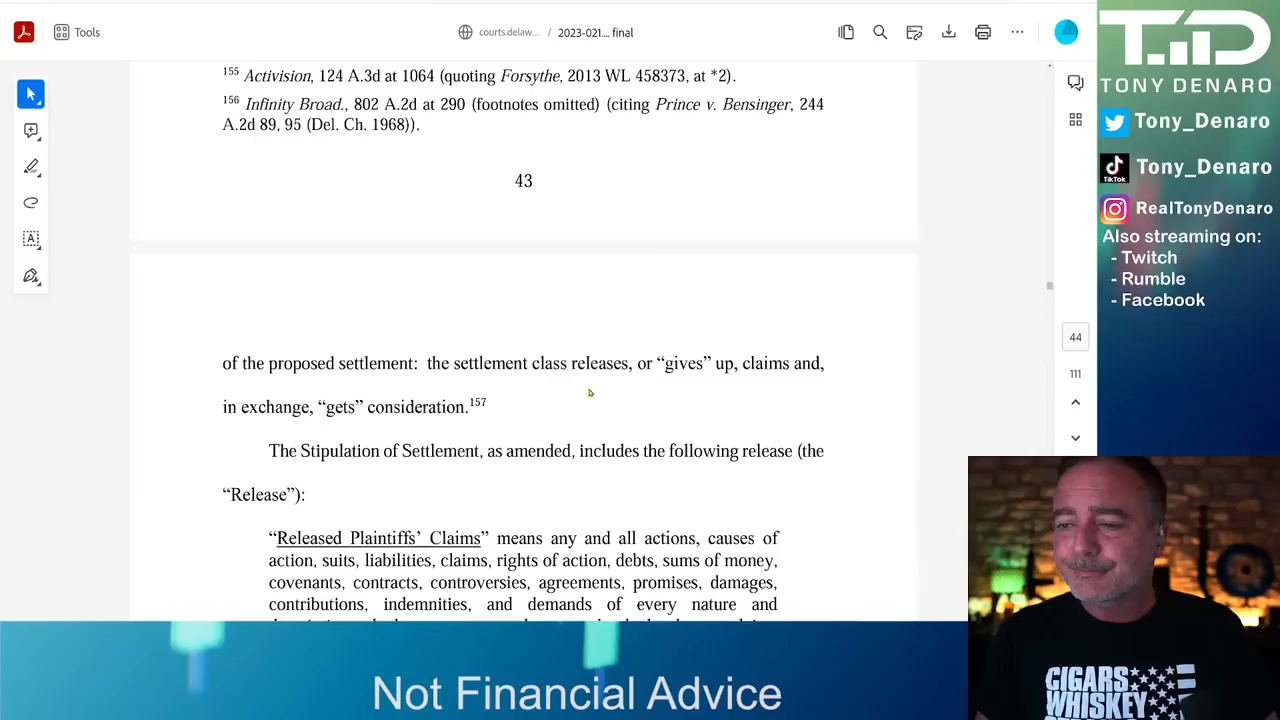 Tools
courts.delaw... / 2023-021.... final
155 Activision, 124 A.3d at 1064 (quoting Forsythe, 2013 WL 458373, at *2).
156 Infinity Broad., 802 A.2d at 290 (footnotes omitted) (citing Prince v. Bensinger, 244
A.2d 89, 95 (Del. Ch. 1968)).
43
of the proposed settlement: the settlement class releases, or “gives” up, claims and,
in exchange, “gets” consideration.157
The Stipulation of Settlement, as amended, includes the following release (the
“Release”):
“Released Plaintiffs’ Claims” means any and all actions, causes of
action, suits, liabilities, claims, rights of action, debts, sums of money,
covenants, contracts, controversies, agreements, promises, damages,
contributions, indemnities, and demands of every nature and
44
111
T.D
TONY DENARO
Tony_Denaro
TikTok
Tony_Denaro
RealTonyDenaro
Also streaming on:
- Twitch
- Rumble
- Facebook
CIGARS
WHISKEY
Not Financial Advice